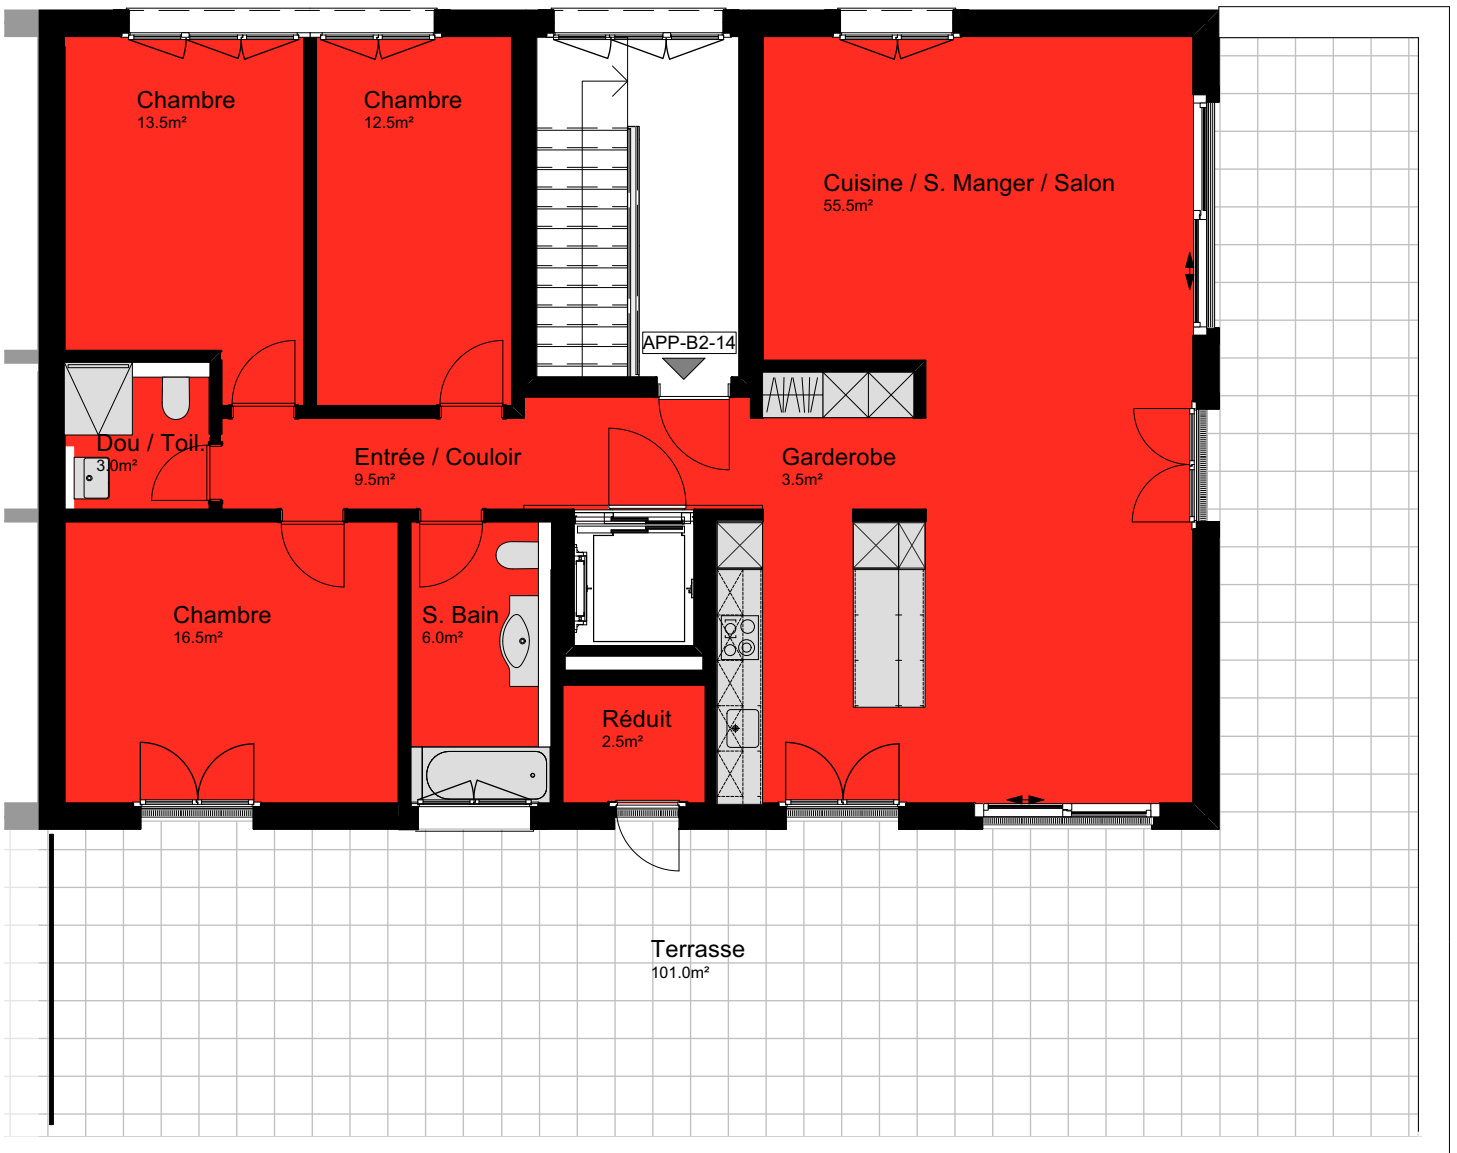 Chambre
13.5m²
Chambre
12.5m²
Cuisine / S. Manger / Salon
55.5m²
APP-B2-14
Dou / Toil.
3.0m²
Entrée / Couloir
9.5m²
Garderobe
3.5m²
Chambre
16.5m²
S. Bain
6.0m²
Réduit
2.5m²
Terrasse
101.0m²